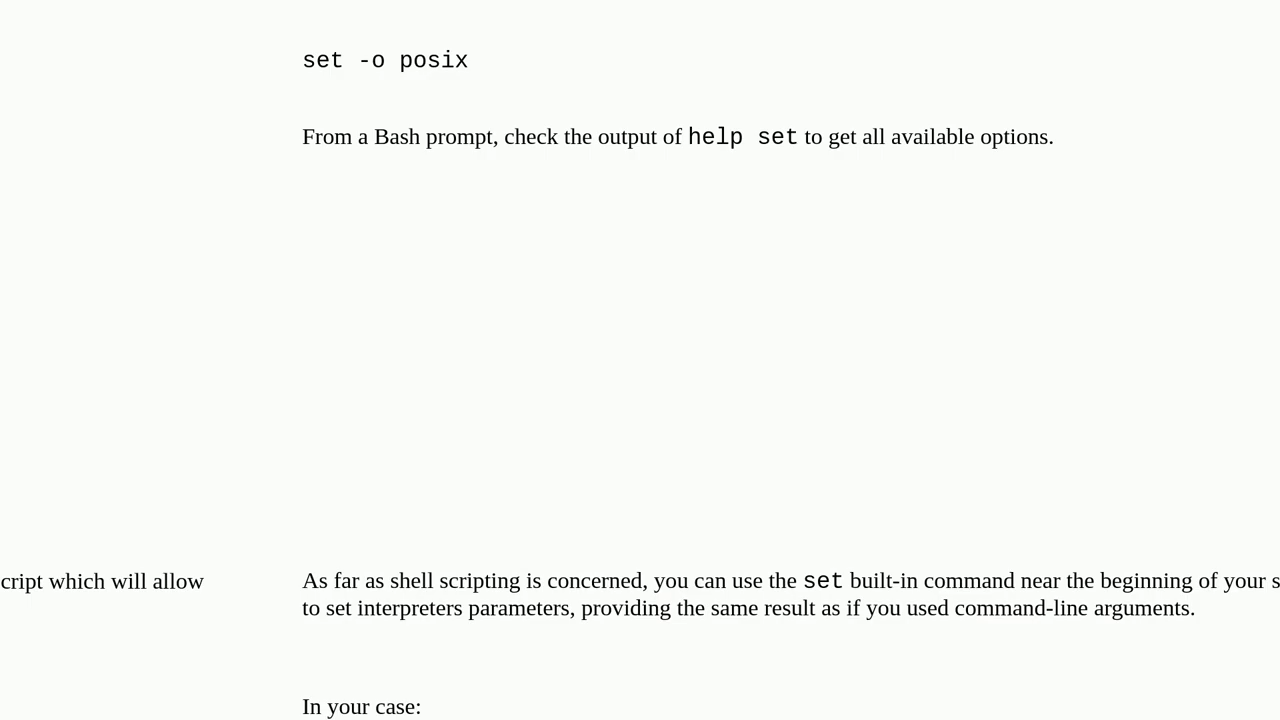 set -o posix
From a Bash prompt, check the output of help set to get all available options.
cript which will allow
As far as shell scripting is concerned, you can use the set built-in command near the beginning of your s
to set interpreters parameters, providing the same result as if you used command-line arguments.
In your case: